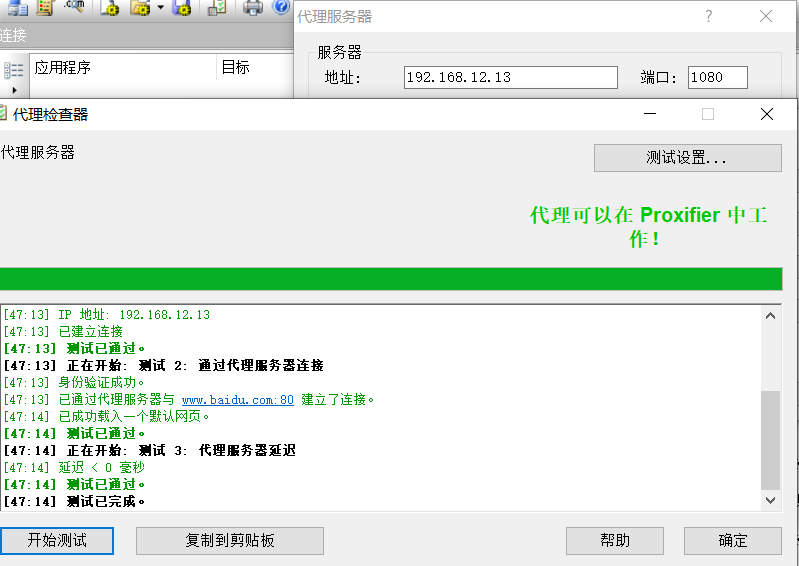 代理服务器
连接
服务器
应用程序 目标
地址: 192.168.12.13 端口: 1080
代理检查器
代理服务器
测试设置...
代理可以在 Proxifier 中工
作!
[47:13] IP 地址: 192.168.12.13
[47:13] 已建立连接
[47:13] 测试已通过。
[47:13] 正在开始: 测试 2: 通过代理服务器连接
[47:13] 身份验证成功。
[47:13] 已通过代理服务器与 www.baidu.com:80 建立了连接。
[47:14] 已成功载入一个默认网页。
[47:14] 测试已通过。
[47:14] 正在开始: 测试 3: 代理服务器延迟
[47:14] 延迟 < 0 毫秒
[47:14] 测试已通过。
[47:14] 测试已完成。
开始测试 复制到剪贴板 帮助 确定